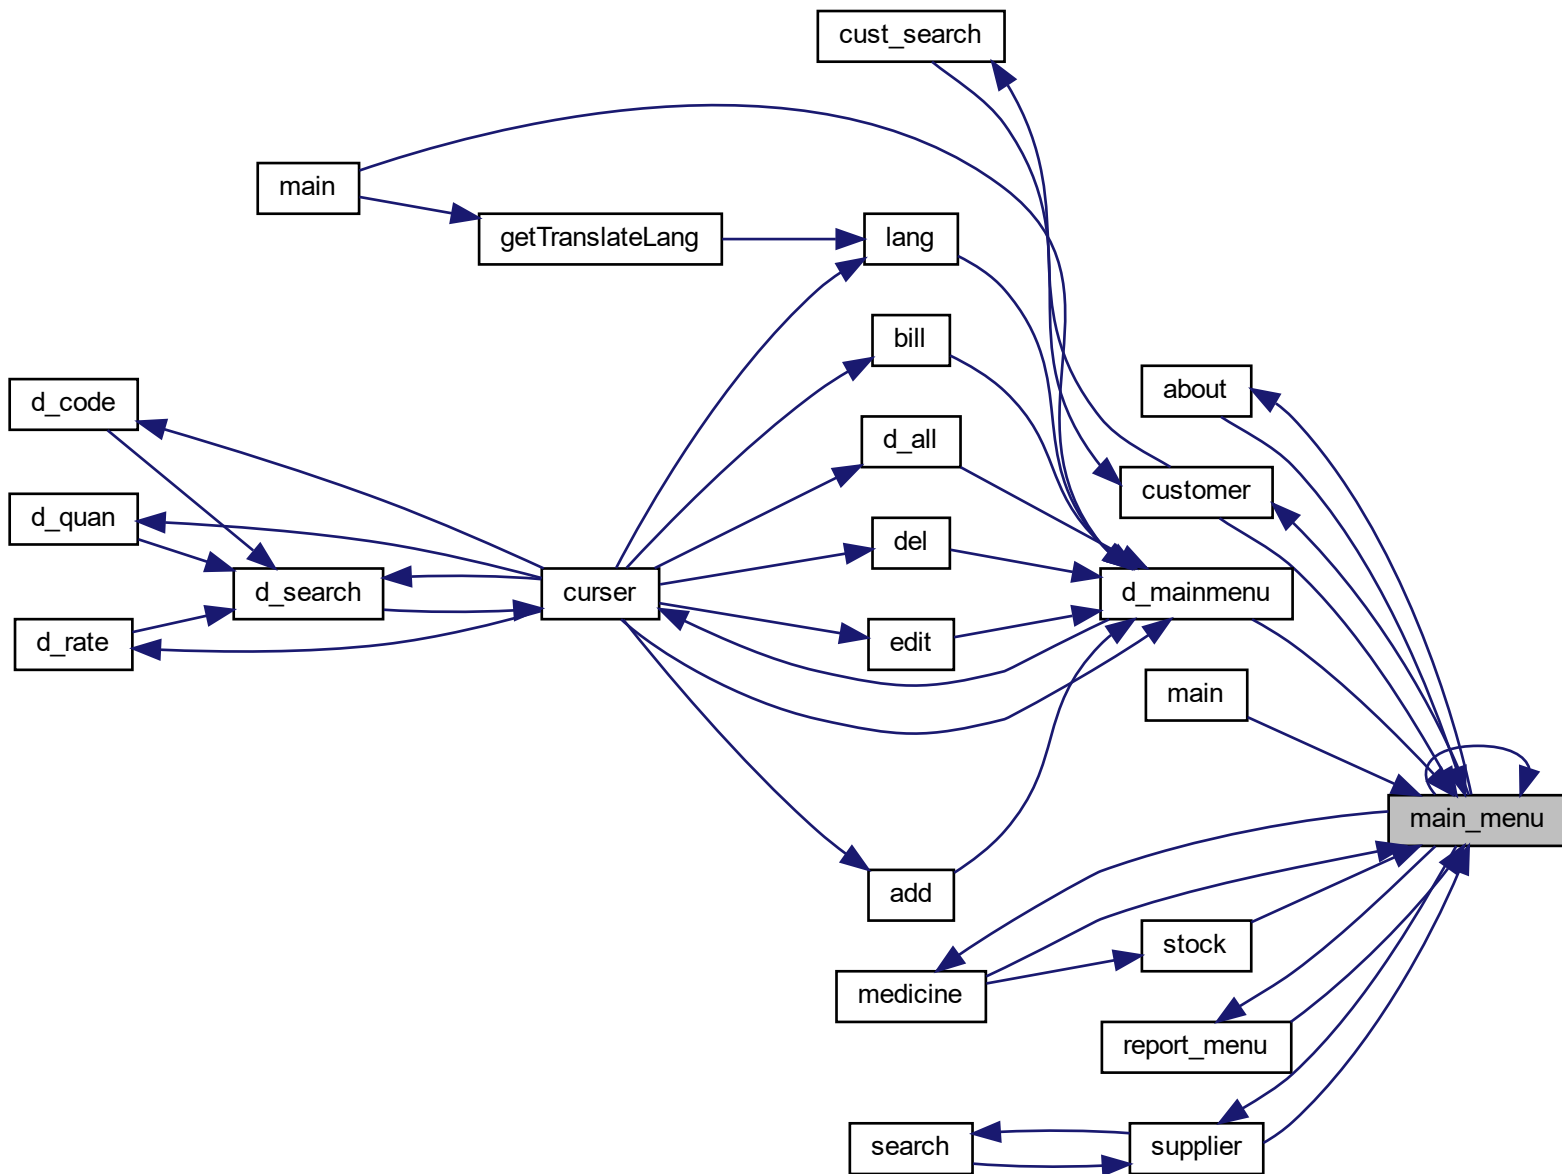 cust_search
main
getTranslateLang
lang
bill
about
d_code
d_all
customer
d_quan
del
d_search
curser
d_mainmenu
d_rate
edit
main
main_menu
add
stock
medicine
report_menu
search
supplier